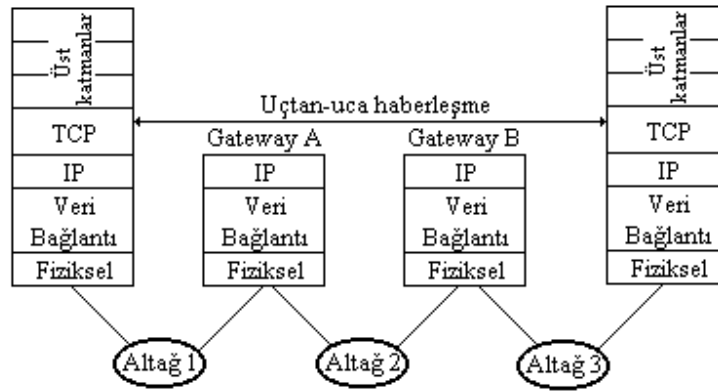 Üst
katmanlar
TCP
IP
Veri
Bağlantı
Fiziksel
Uçtan-uca haberleşme
Gateway A
IP
Veri
Bağlantı
Fiziksel
Gateway B
IP
Veri
Bağlantı
Fiziksel
Üst
katmanlar
TCP
IP
Veri
Bağlantı
Fiziksel
Altağ 1
Altağ 2
Altağ 3